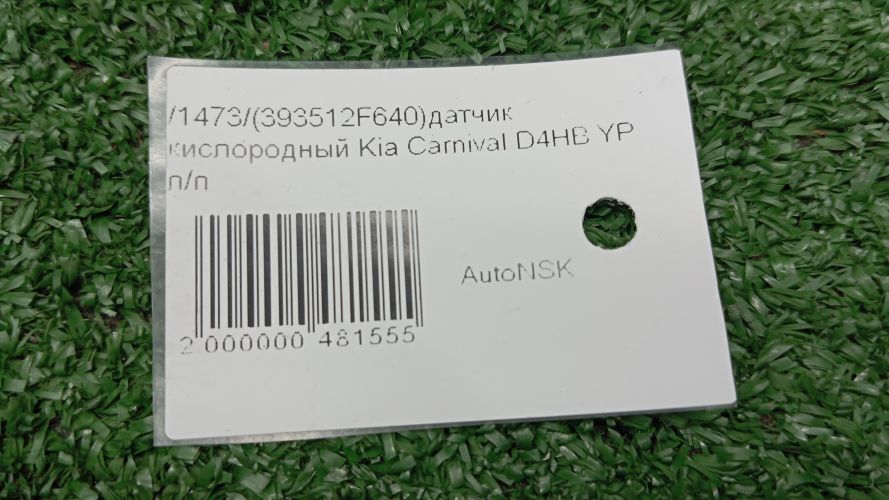 /1473/(393512F640)датчик
кислородный Kia Carnival D4HB YP
п/п
AutoNSK
2 000000 481555